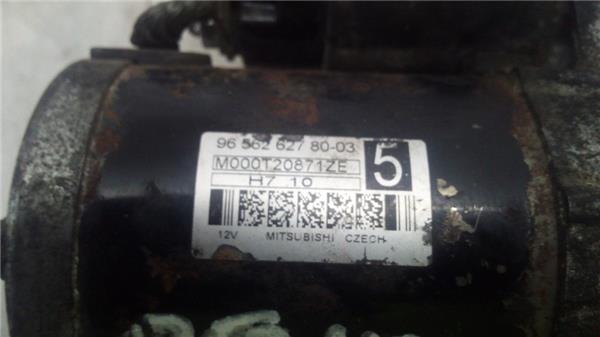 96 562 627 80-03
M000T20871ZE
5
H7 10
12V MITSUBISHI CZECH